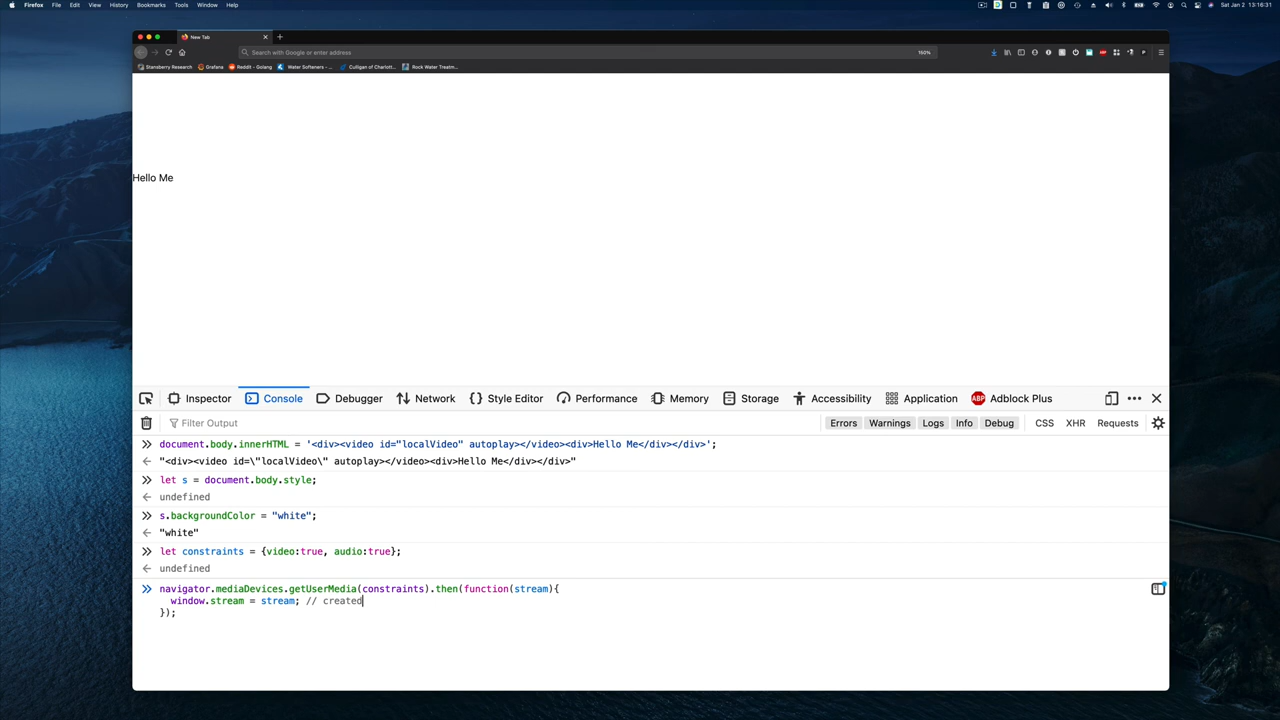 Firefox File Edit View History Bookmarks Tools Window Help Sat Jan 2 13:16:31
New Tab
Search with Google or enter address 150%
Stansberry Research Grafana Reddit - Golang Water Softeners - ... Culligan of Charlott... Rock Water Treatm...
Hello Me
Inspector Console Debugger Network Style Editor Performance Memory Storage Accessibility Application ABP Adblock Plus
Filter Output Errors Warnings Logs Info Debug CSS XHR Requests
document.body.innerHTML = '<div><video id="localVideo" autoplay></video><div>Hello Me</div></div>';
"<div><video id=\"localVideo\" autoplay></video><div>Hello Me</div></div>"
let s = document.body.style;
undefined
s.backgroundColor = "white";
"white"
let constraints = {video:true, audio:true};
undefined
navigator.mediaDevices.getUserMedia(constraints).then(function(stream){
window.stream = stream; // created
});